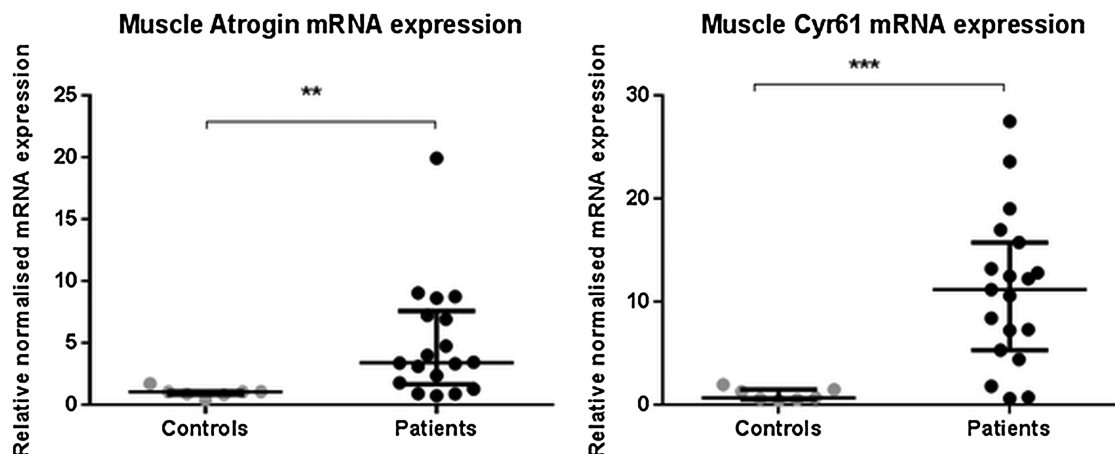 Muscle Atrogin mRNA expression
Relative normalised mRNA expression
25
20
15
10
5
0
**
Controls
Patients
Muscle Cyr61 mRNA expression
Relative normalised mRNA expression
30
20
10
0
***
Controls
Patients